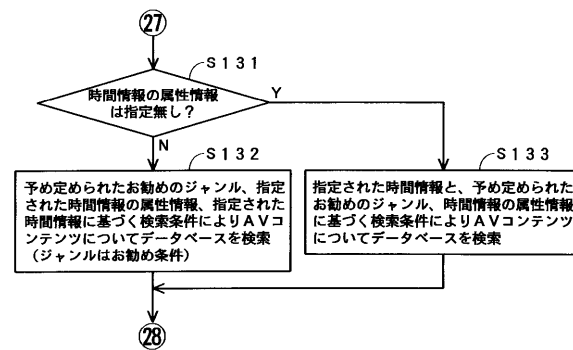 27
S131
時間情報の属性情報
は指定無し？
Y
N
S132
予め定められたお勧めのジャンル、指定
された時間情報の属性情報、指定された
時間情報に基づく検索条件によりAVコ
ンテンツについてデータベースを検索
（ジャンルはお勧め条件）
S133
指定された時間情報と、予め定められた
お勧めのジャンル、時間情報の属性情報
に基づく検索条件によりAVコンテンツ
についてデータベースを検索
28